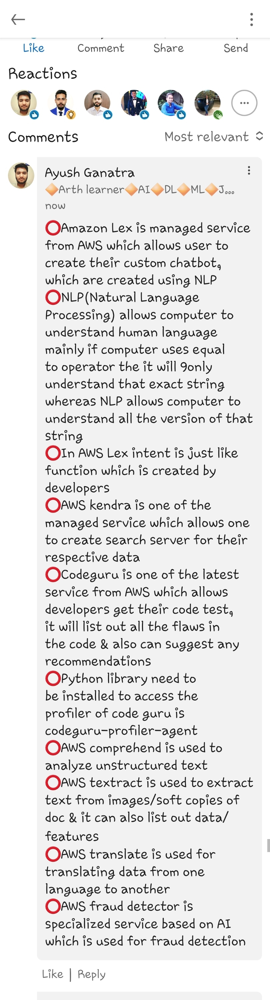 Like Comment Share Send
Reactions
Comments Most relevant
Ayush Ganatra
🔶Arth learner🔶AI🔶DL🔶ML🔶J...
now
⭕Amazon Lex is managed service
from AWS which allows user to
create their custom chatbot,
which are created using NLP
⭕NLP(Natural Language
Processing) allows computer to
understand human language
mainly if computer uses equal
to operator the it will 9only
understand that exact string
whereas NLP allows computer to
understand all the version of that
string
⭕In AWS Lex intent is just like
function which is created by
developers
⭕AWS kendra is one of the
managed service which allows one
to create search server for their
respective data
⭕Codeguru is one of the latest
service from AWS which allows
developers get their code test,
it will list out all the flaws in
the code & also can suggest any
recommendations
⭕Python library need to
be installed to access the
profiler of code guru is
codeguru-profiler-agent
⭕AWS comprehend is used to
analyze unstructured text
⭕AWS textract is used to extract
text from images/soft copies of
doc & it can also list out data/
features
⭕AWS translate is used for
translating data from one
language to another
⭕AWS fraud detector is
specialized service based on AI
which is used for fraud detection
Like | Reply